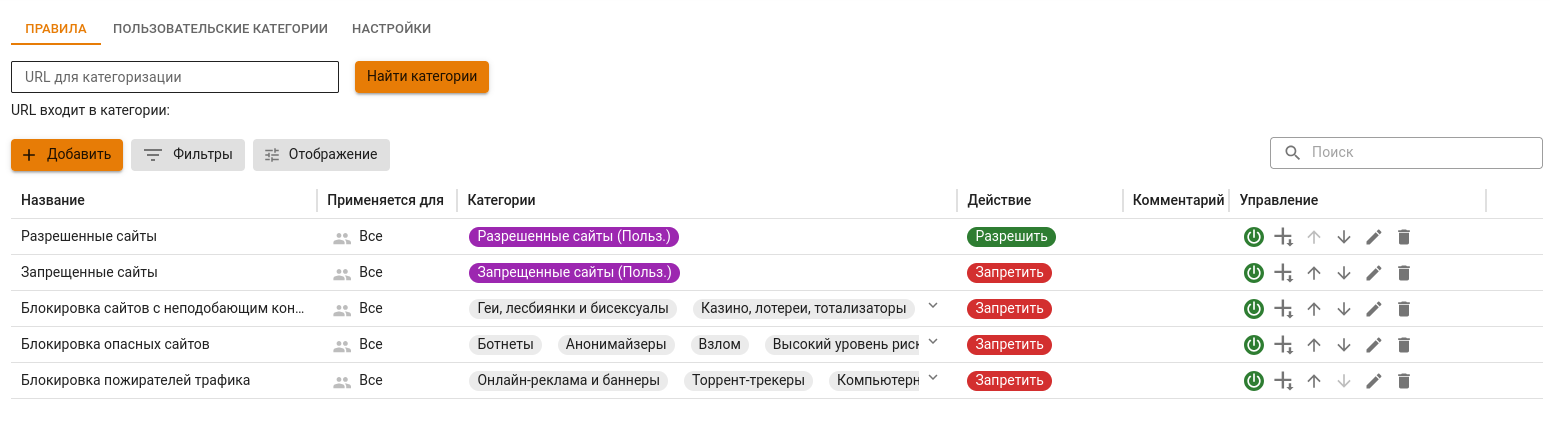 ПРАВИЛА ПОЛЬЗОВАТЕЛЬСКИЕ КАТЕГОРИИ НАСТРОЙКИ
URL для категоризации Найти категории
URL входит в категории:
Добавить Фильтры Отображение Поиск
Название Применяется для Категории Действие Комментарий Управление
Разрешенные сайты Все Разрешенные сайты (Польз.) Разрешить
Запрещенные сайты Все Запрещенные сайты (Польз.) Запретить
Блокировка сайтов с неподобающим кон... Все Геи, лесбиянки и бисексуалы Казино, лотереи, тотализаторы Запретить
Блокировка опасных сайтов Все Ботнеты Анонимайзеры Взлом Высокий уровень риск Запретить
Блокировка пожирателей трафика Все Онлайн-реклама и баннеры Торрент-трекеры Компьютерн Запретить